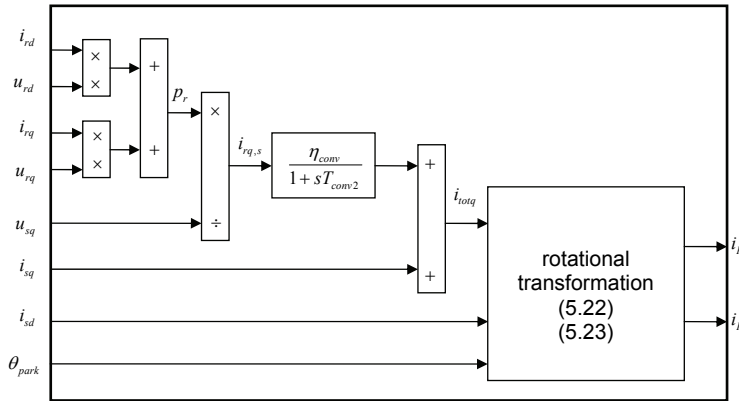 i_rd
×
×
u_rd
+
p_r
i_rq
×
×
u_rq
+
×
i_rq,s
η_conv
1 + sT_conv2
+
i_totq
u_sq
÷
i_sq
+
rotational
transformation
(5.22)
(5.23)
i_sd
θ_park